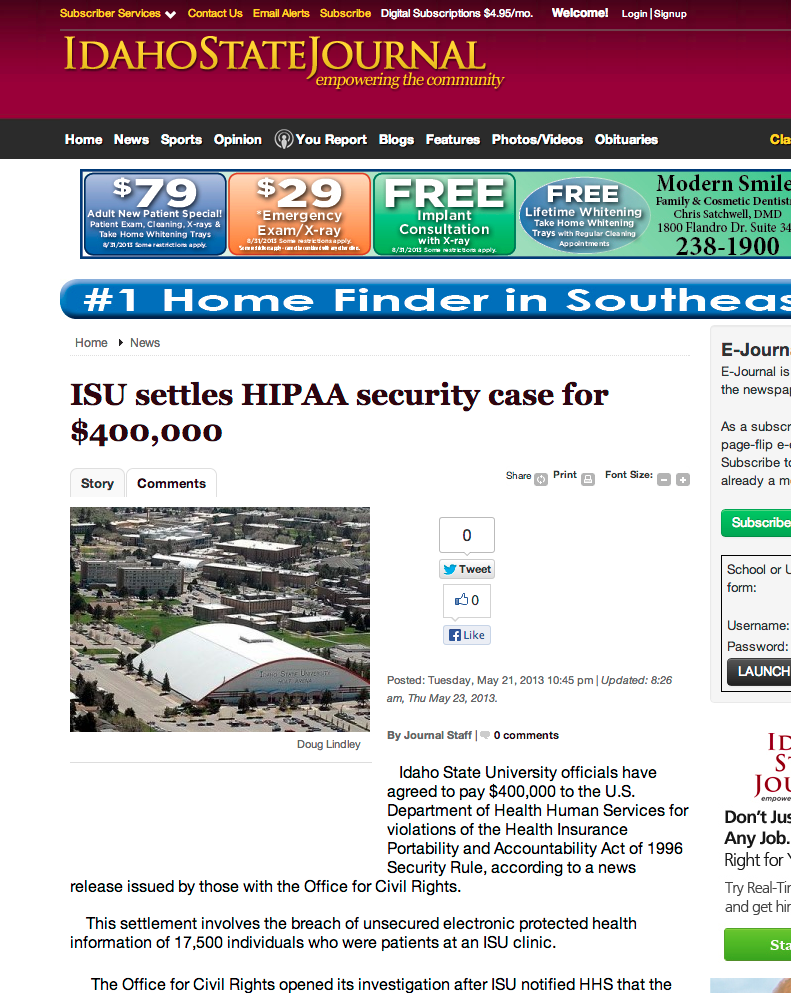 Subscriber Services Contact Us Email Alerts Subscribe Digital Subscriptions $4.95/mo. Welcome! Login | Signup
IDAHOSTATEJOURNAL
empowering the community
Home News Sports Opinion You Report Blogs Features Photos/Videos Obituaries Cla
$79
Adult New Patient Special!
Patient Exam, Cleaning, X-rays &
Take Home Whitening Trays
8/31/2013 Some restrictions apply.
$29
*Emergency
Exam/X-ray
8/31/2013 Some restrictions apply.
FREE
Implant
Consultation
with X-ray
8/31/2013 Some restrictions apply.
FREE
Lifetime Whitening
Take Home Whitening
Trays with Regular Cleaning
Appointments
Modern Smile
Family & Cosmetic Dentist
Chris Satchwell, DMD
1800 Flandro Dr. Suite 34
238-1900
#1 Home Finder in Southeas
Home News
ISU settles HIPAA security case for
$400,000
Story Comments
Share Print Font Size:
IDAHO STATE UNIVERSITY
HOLT ARENA
Doug Lindley
0
Tweet
0
Like
Posted: Tuesday, May 21, 2013 10:45 pm | Updated: 8:26
am, Thu May 23, 2013.
By Journal Staff | 0 comments
Idaho State University officials have
agreed to pay $400,000 to the U.S.
Department of Health Human Services for
violations of the Health Insurance
Portability and Accountability Act of 1996
Security Rule, according to a news
release issued by those with the Office for Civil Rights.
This settlement involves the breach of unsecured electronic protected health
information of 17,500 individuals who were patients at an ISU clinic.
The Office for Civil Rights opened its investigation after ISU notified HHS that the
E-Journ
E-Journal is
the newspap
As a subscr
page-flip e-
Subscribe to
already a m
Subscribe
School or U
form:
Username:
Password:
LAUNCH
ID
S
JOU
empowe
Don't Jus
Any Job.
Right for Y
Try Real-Tir
and get hir
Sta